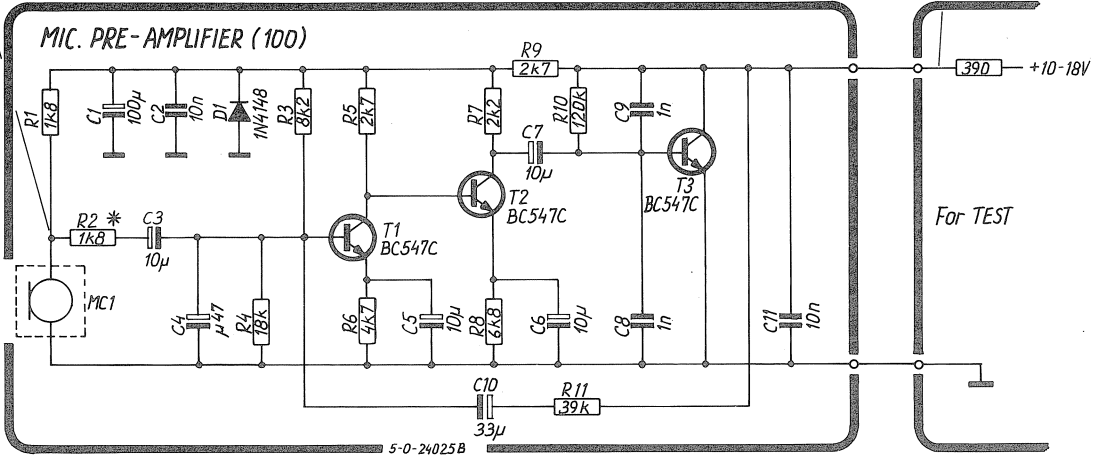 MIC. PRE-AMPLIFIER (100)
R9
2k7
39Ω
+10-18V
R1
1k8
C1
100µ
C2
10n
D1
1N4148
R3
8k2
R5
2k7
R7
2k2
R10
120k
C9
1n
C7
10µ
T3
BC547C
T2
BC547C
R2 *
1k8
C3
10µ
T1
BC547C
For TEST
MC1
C4
µ47
R4
18k
R6
4k7
C5
10µ
R8
6k8
C6
10µ
C8
1n
C11
10n
C10
33µ
R11
39k
5-0-24025B